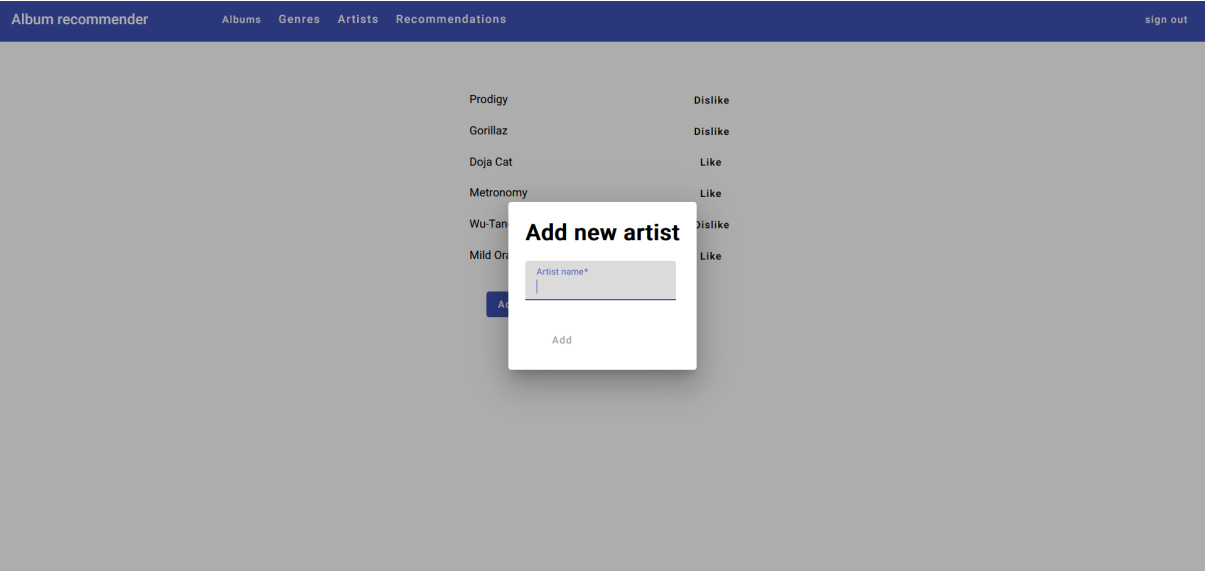 Album recommender Albums Genres Artists Recommendations sign out
Prodigy Dislike
Gorillaz Dislike
Doja Cat Like
Metronomy Like
Dislike
Mild Like
Add new artist
Artist name*
Add